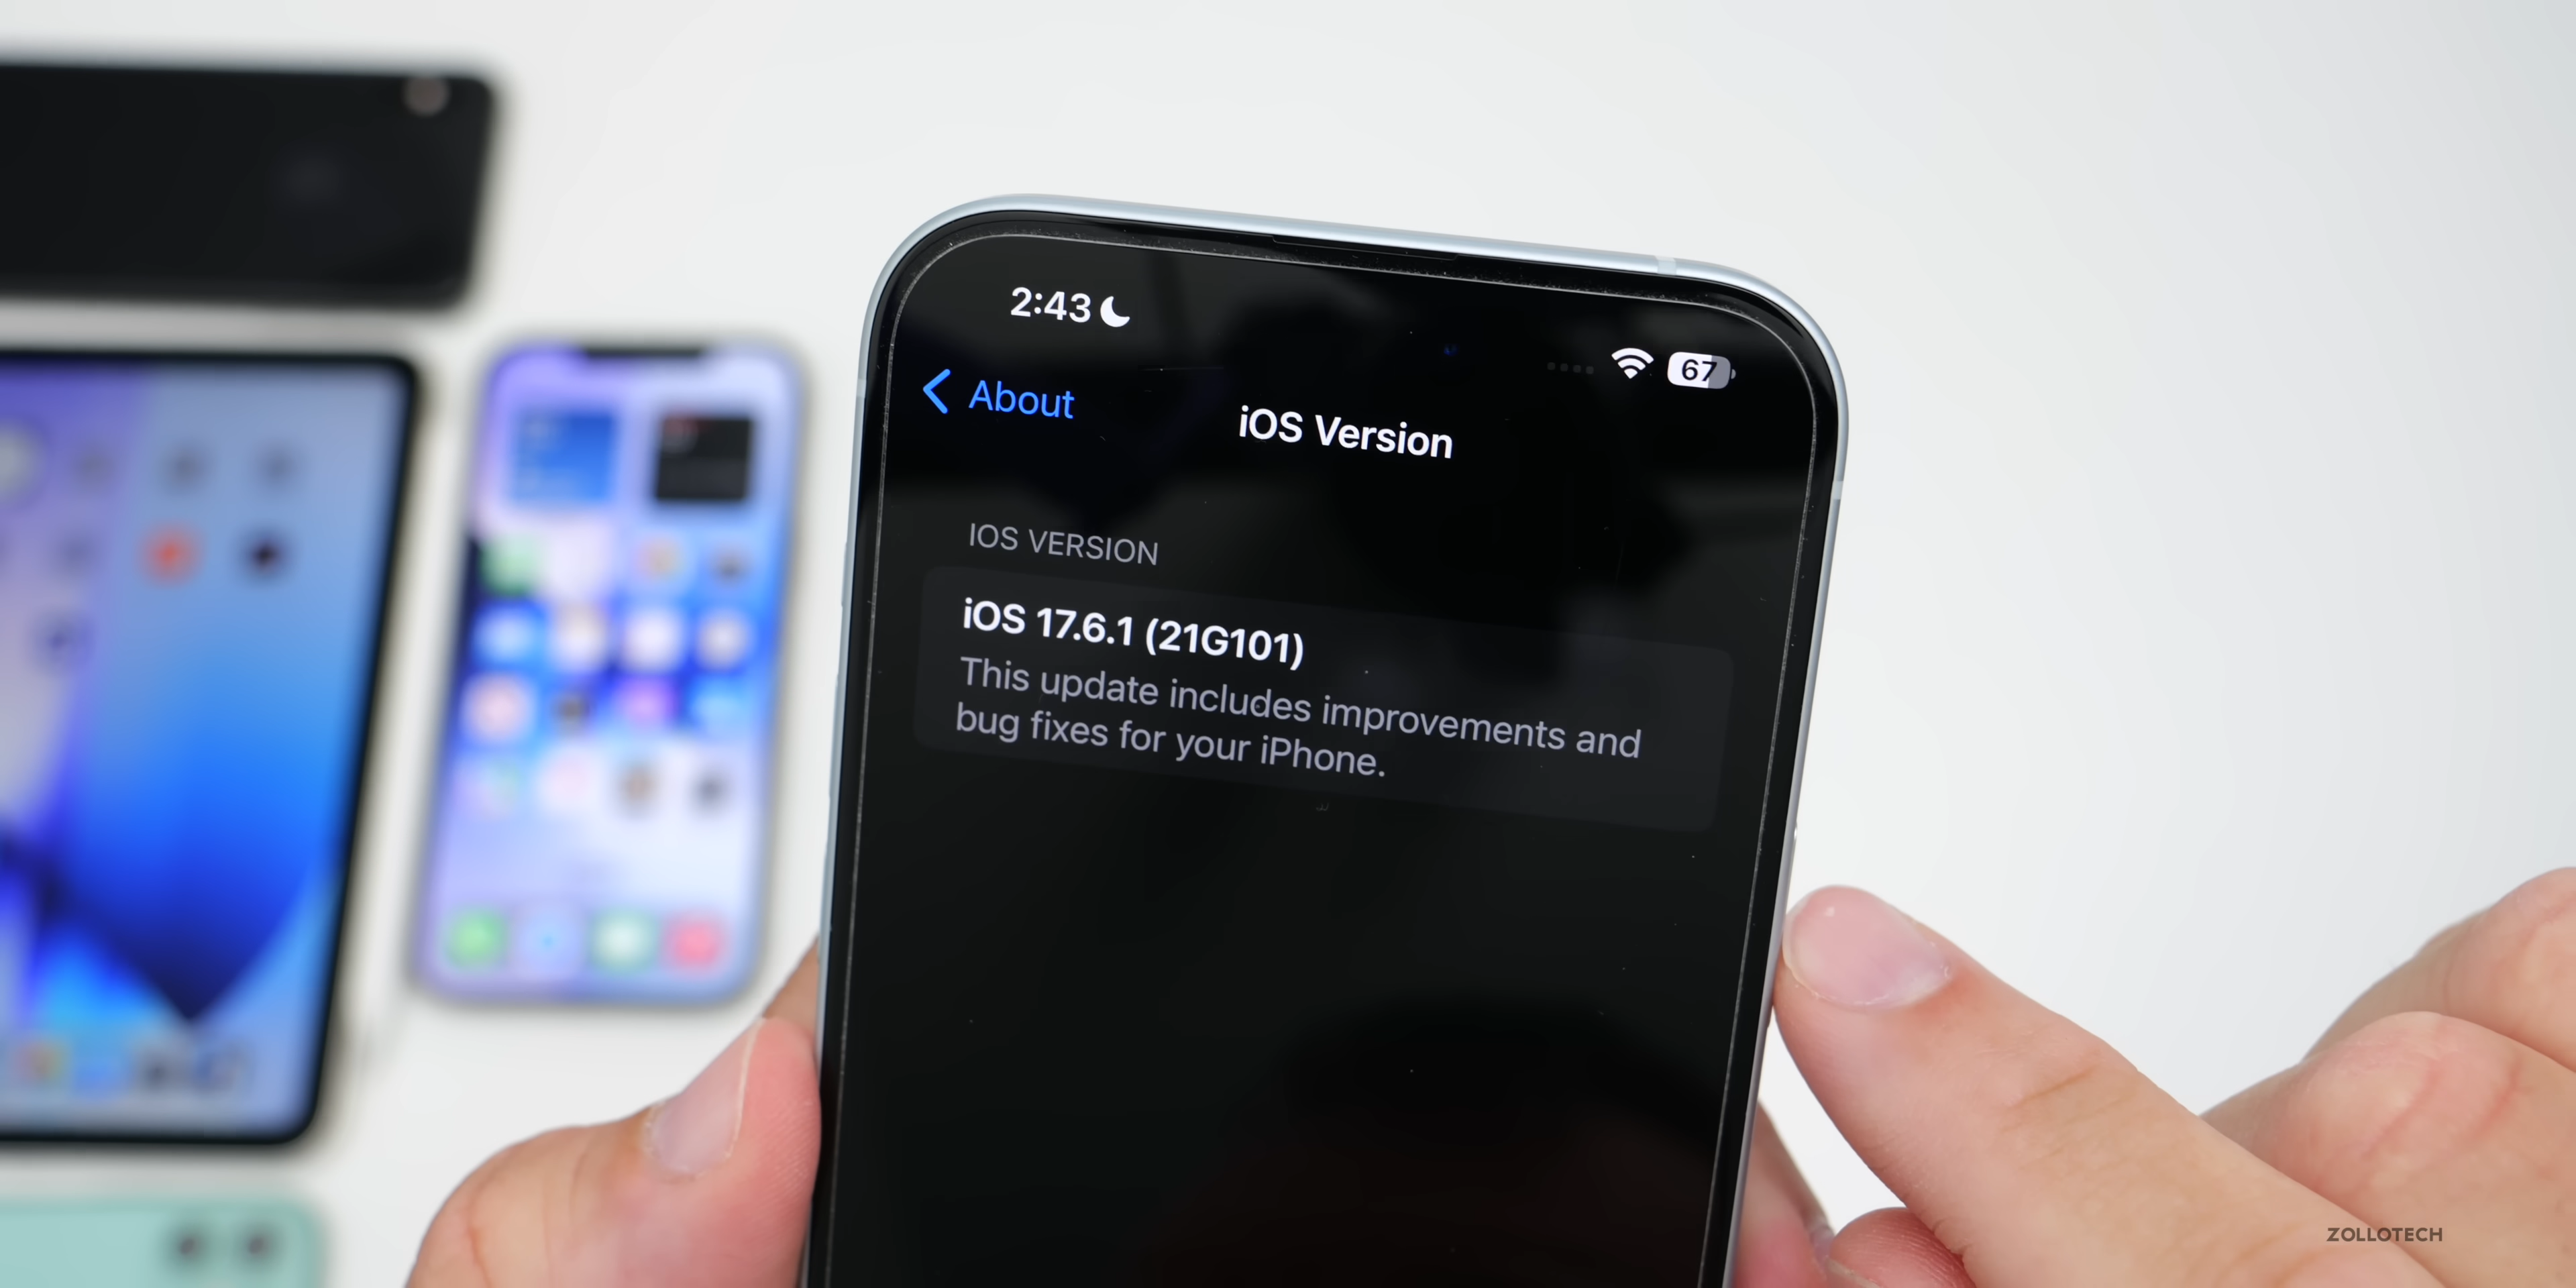 2:43
67
About
iOS Version
IOS VERSION
iOS 17.6.1 (21G101)
This update includes improvements and
bug fixes for your iPhone.
ZOLLOTECH